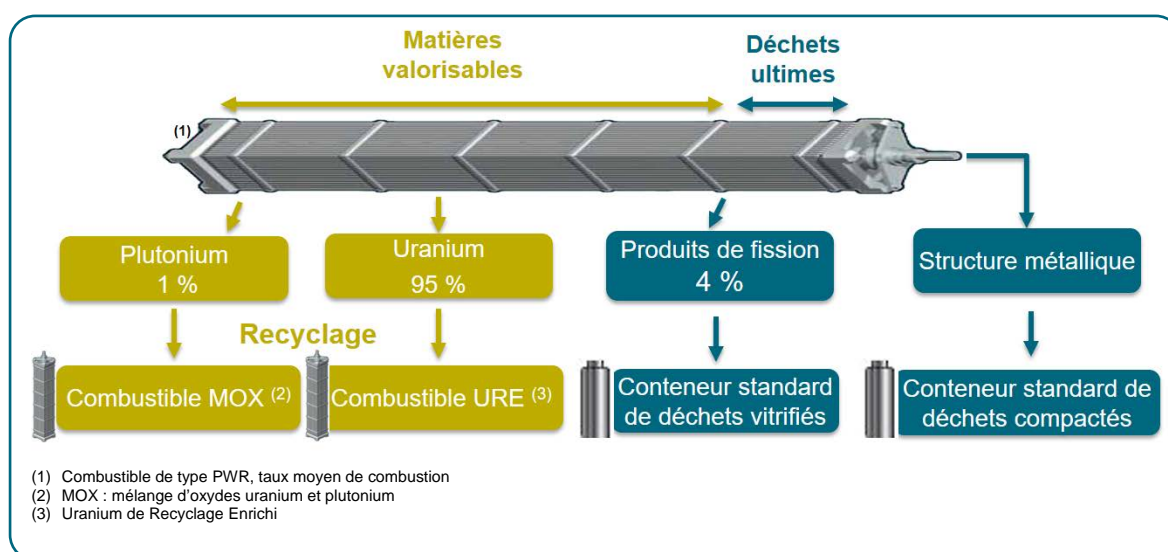 Matières
valorisables
Déchets
ultimes
(1)
Plutonium
1 %
Uranium
95 %
Produits de fission
4 %
Structure métallique
Recyclage
Combustible MOX (2)
Combustible URE (3)
Conteneur standard
de déchets vitrifiés
Conteneur standard de
déchets compactés
(1) Combustible de type PWR, taux moyen de combustion
(2) MOX : mélange d'oxydes uranium et plutonium
(3) Uranium de Recyclage Enrichi